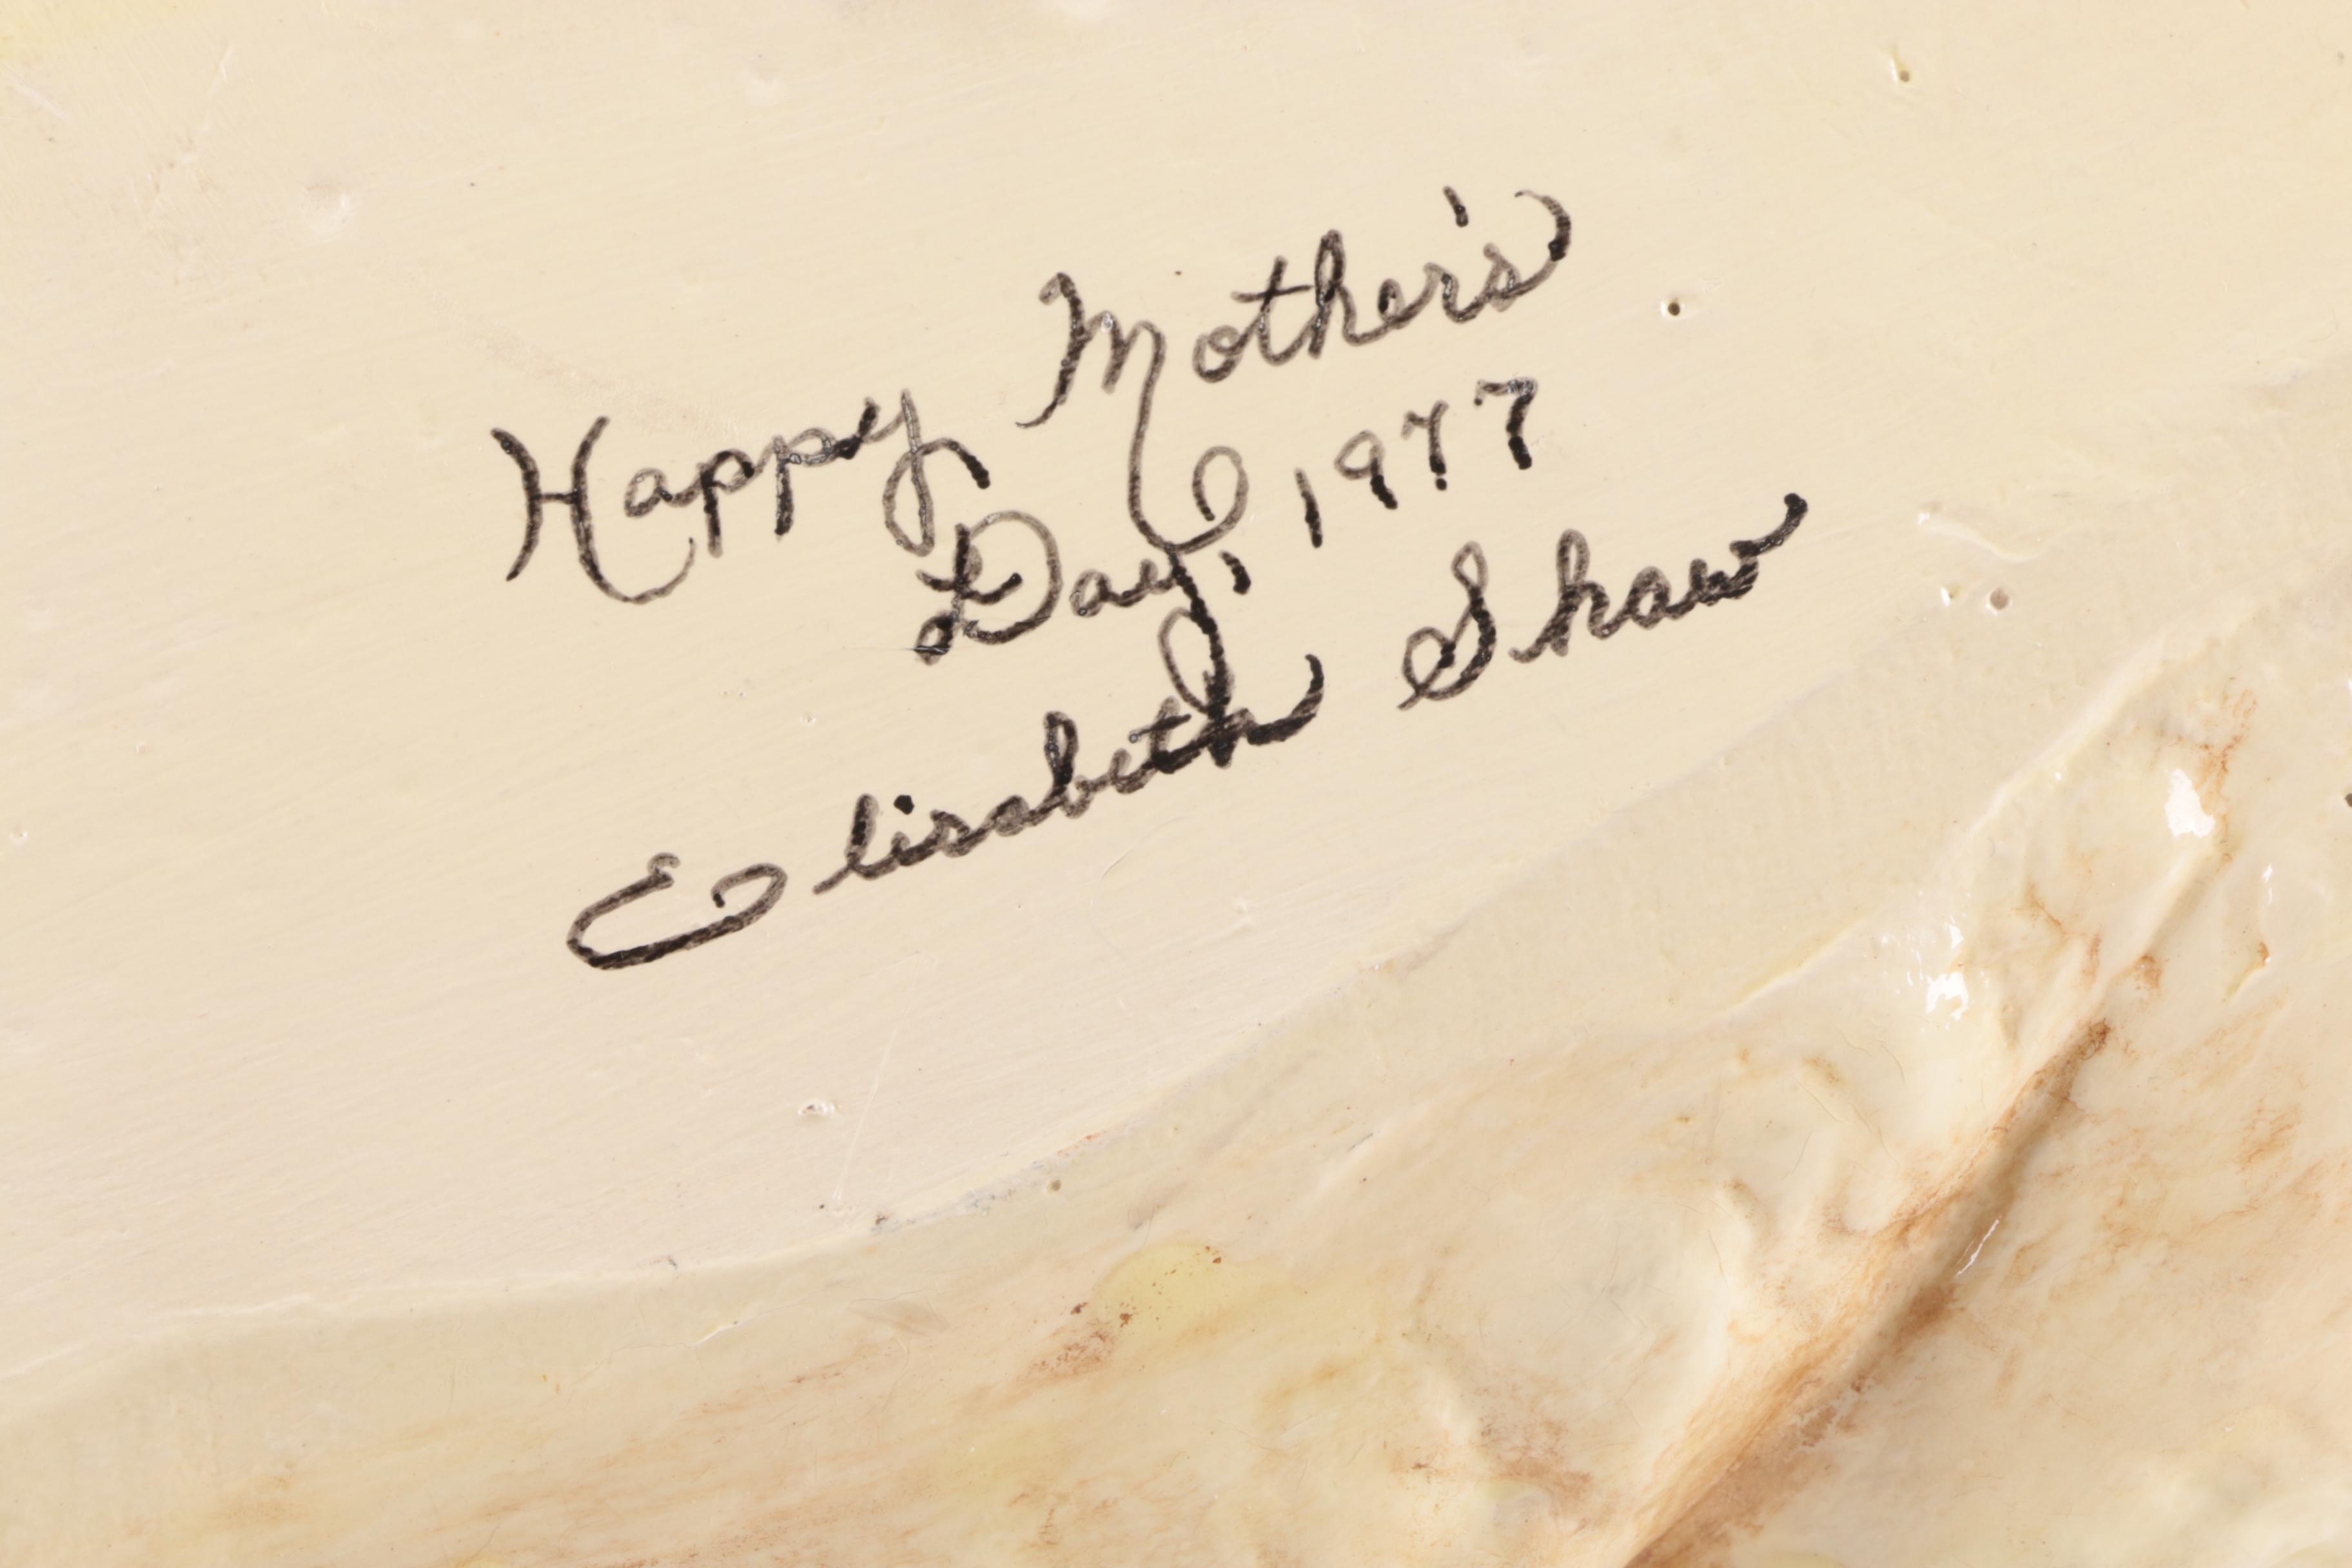 Happy Mother's
Day, 1977
Elisabeth Shaw